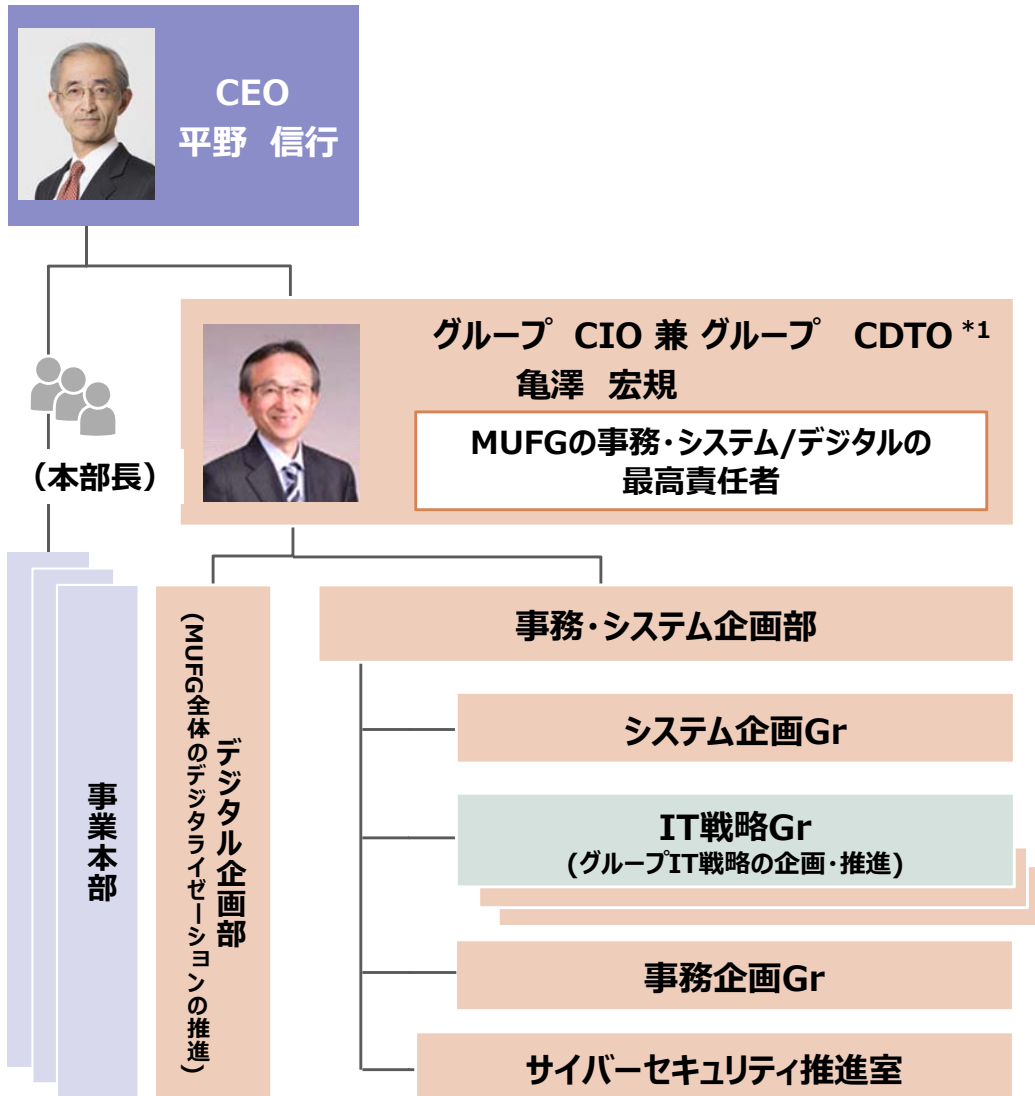 CEO
平野 信行
グループ CIO 兼 グループ CDTO *1
亀澤 宏規
MUFGの事務・システム/デジタルの
最高責任者
(本部長)
事業本部
デジタル企画部
(MUFG全体のデジタライゼーションの推進)
事務・システム企画部
システム企画Gr
IT戦略Gr
(グループIT戦略の企画・推進)
事務企画Gr
サイバーセキュリティ推進室